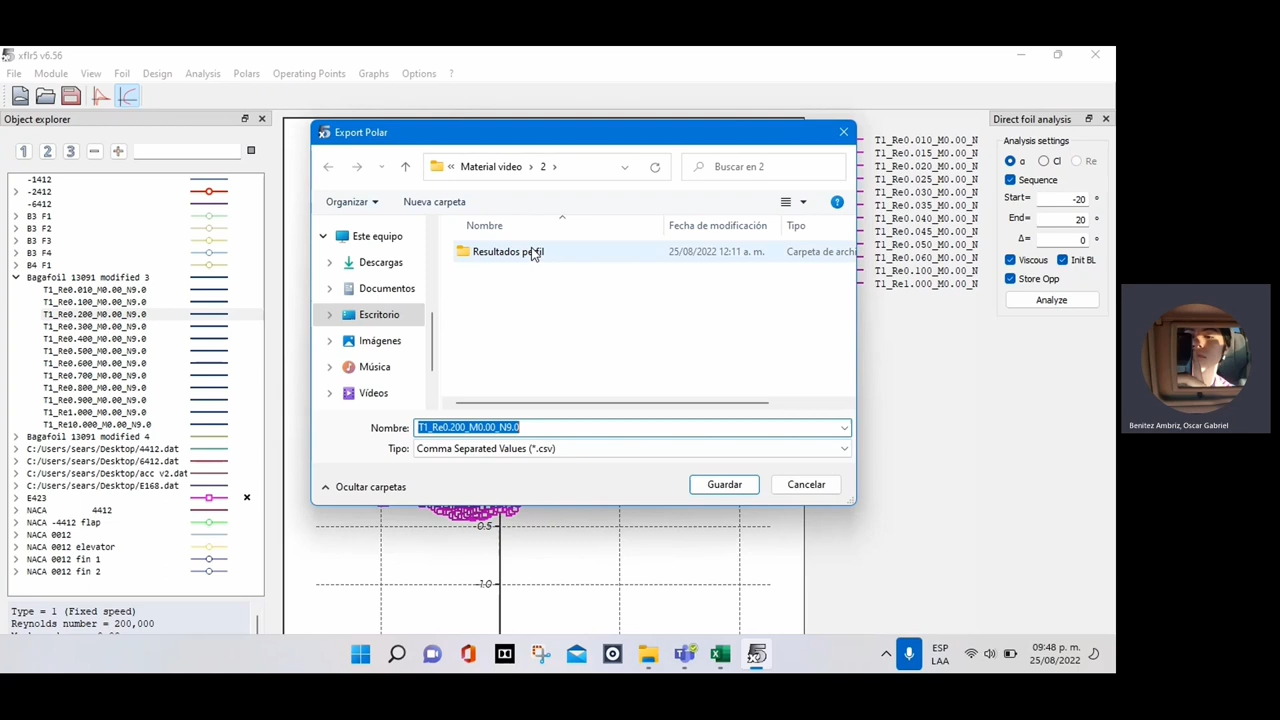 xflr5 v6.56
File Module View Foil Design Analysis Polars Operating Points Graphs Options ?
Object explorer
1 2 3
-1412
-2412
-6412
B3 F1
B3 F2
B3 F3
B3 F4
B4 F1
Bagafoil 13091 modified 3
T1_Re0.010_M0.00_N9.0
T1_Re0.100_M0.00_N9.0
T1_Re0.200_M0.00_N9.0
T1_Re0.300_M0.00_N9.0
T1_Re0.400_M0.00_N9.0
T1_Re0.500_M0.00_N9.0
T1_Re0.600_M0.00_N9.0
T1_Re0.700_M0.00_N9.0
T1_Re0.800_M0.00_N9.0
T1_Re0.900_M0.00_N9.0
T1_Re1.000_M0.00_N9.0
T1_Re10.000_M0.00_N9.0
Bagafoil 13091 modified 4
C:/Users/sears/Desktop/4412.dat
C:/Users/sears/Desktop/6412.dat
C:/Users/sears/Desktop/acc v2.dat
C:/Users/sears/Desktop/E168.dat
E423
NACA 4412
NACA -4412 flap
NACA 0012
NACA 0012 elevator
NACA 0012 fin 1
NACA 0012 fin 2
Type = 1 (Fixed speed)
Reynolds number = 200,000
Export Polar
« Material video › 2 ›
Buscar en 2
Organizar
Nueva carpeta
Este equipo
Descargas
Documentos
Escritorio
Imágenes
Música
Vídeos
Nombre Fecha de modificación Tipo
Resultados perfil 25/08/2022 12:11 a. m. Carpeta de archi
Nombre: T1_Re0.200_M0.00_N9.0
Tipo: Comma Separated Values (*.csv)
Ocultar carpetas
Guardar
Cancelar
-0.5
-1.0
T1_Re0.010_M0.00_N
T1_Re0.015_M0.00_N
T1_Re0.020_M0.00_N
T1_Re0.025_M0.00_N
T1_Re0.030_M0.00_N
T1_Re0.035_M0.00_N
T1_Re0.040_M0.00_N
T1_Re0.045_M0.00_N
T1_Re0.050_M0.00_N
T1_Re0.060_M0.00_N
T1_Re0.100_M0.00_N
T1_Re1.000_M0.00_N
Direct foil analysis
Analysis settings
α Cl Re
Sequence
Start= -20 °
End= 20 °
Δ= 0 °
Viscous Init BL
Store Opp
Analyze
Benitez Ambriz, Oscar Gabriel
ESP
LAA
09:48 p. m.
25/08/2022